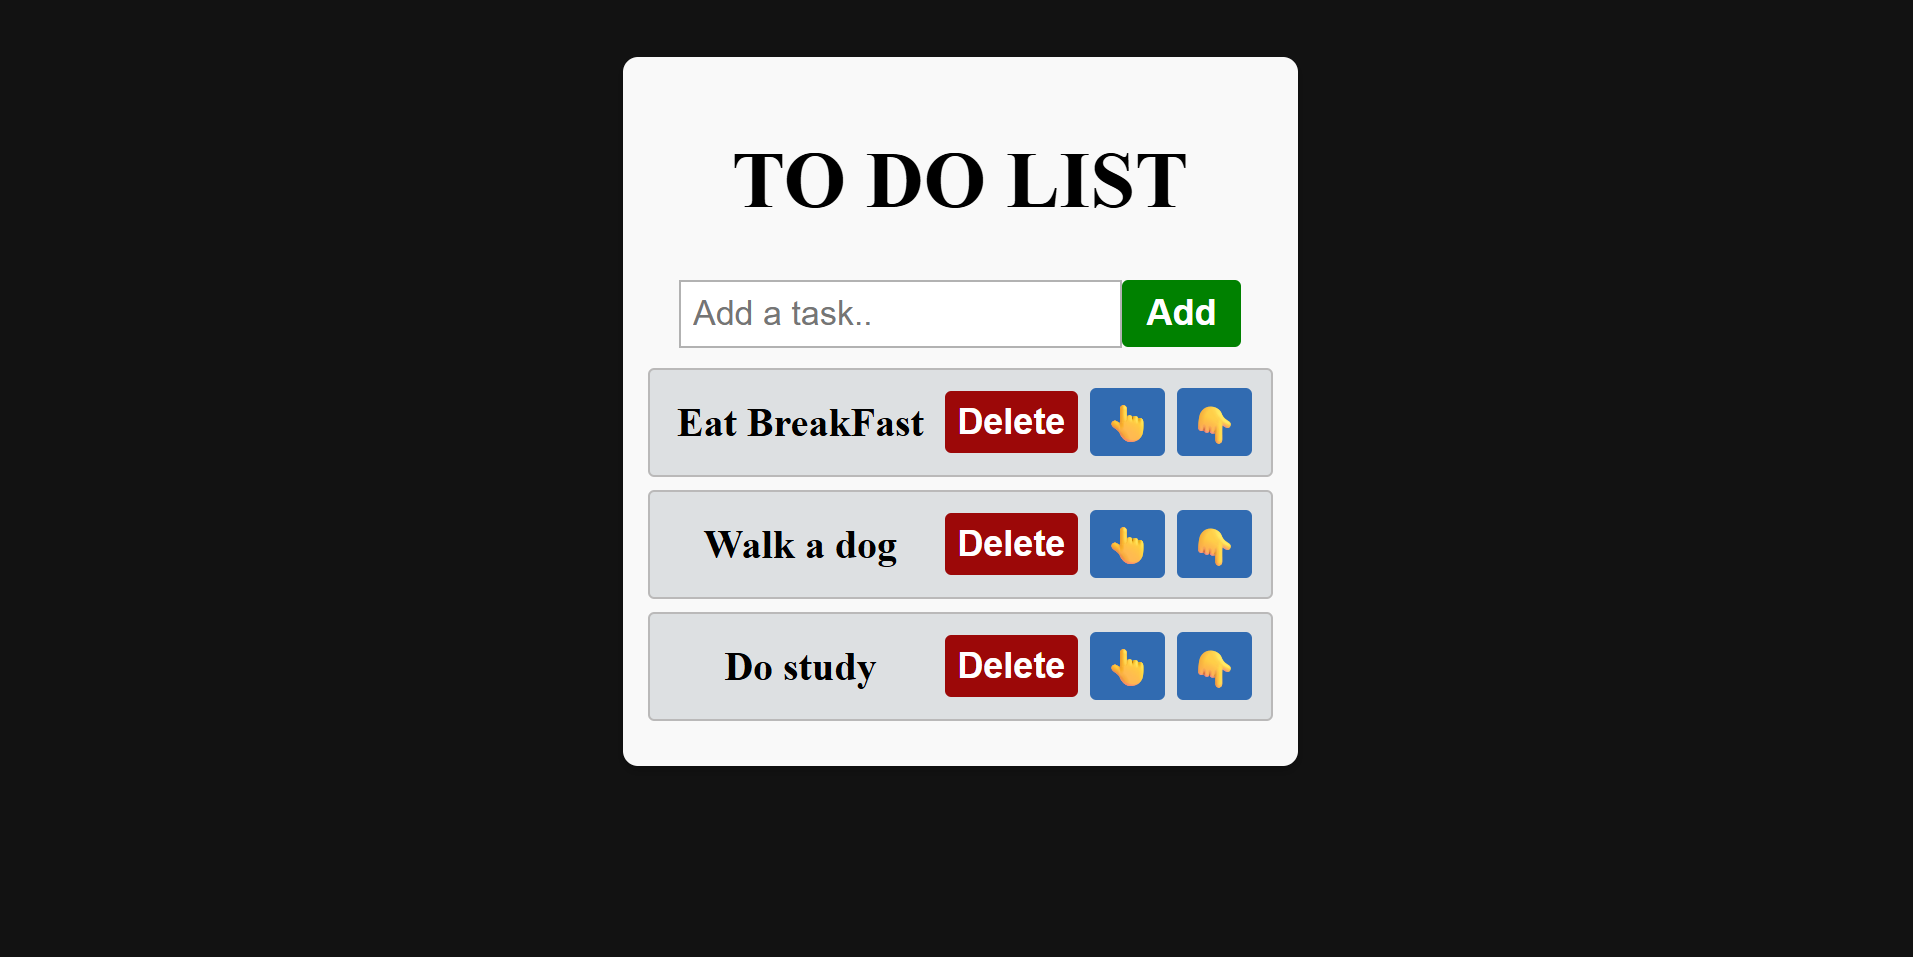 TO DO LIST
Add a task.. Add
Eat BreakFast Delete 👆 👇
Walk a dog Delete 👆 👇
Do study Delete 👆 👇